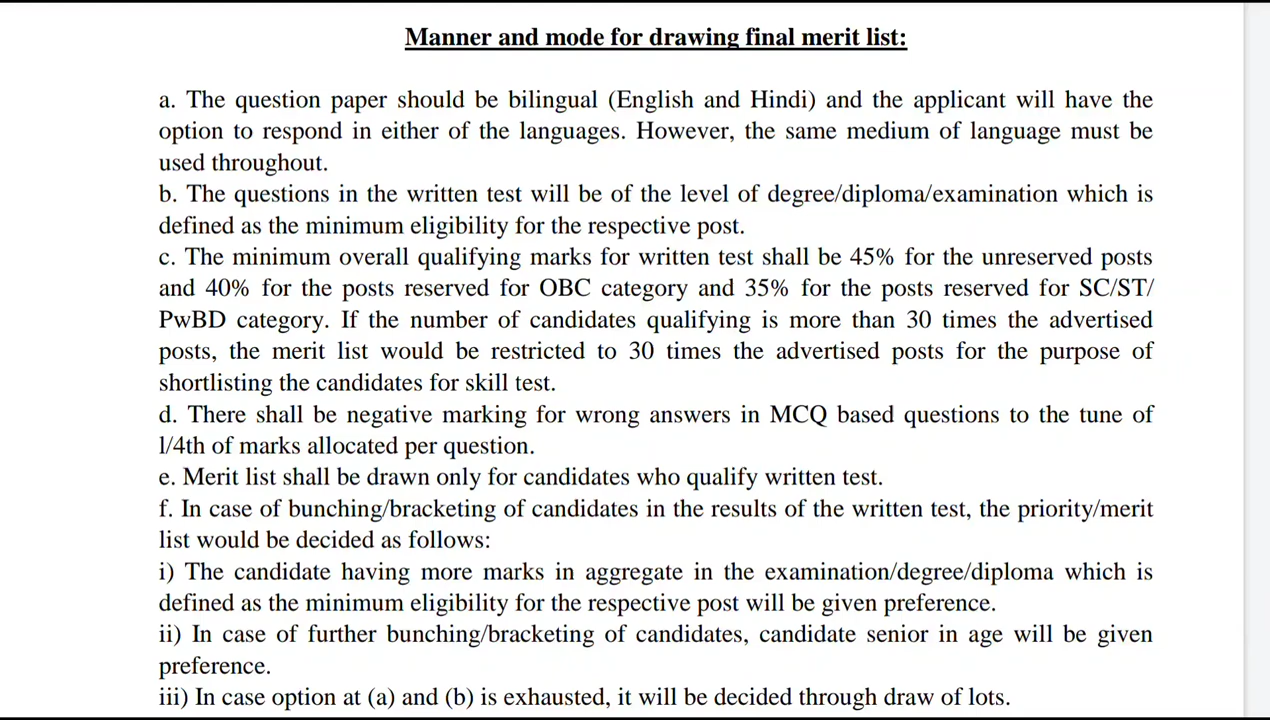 Manner and mode for drawing final merit list:
a. The question paper should be bilingual (English and Hindi) and the applicant will have the
option to respond in either of the languages. However, the same medium of language must be
used throughout.
b. The questions in the written test will be of the level of degree/diploma/examination which is
defined as the minimum eligibility for the respective post.
c. The minimum overall qualifying marks for written test shall be 45% for the unreserved posts
and 40% for the posts reserved for OBC category and 35% for the posts reserved for SC/ST/
PwBD category. If the number of candidates qualifying is more than 30 times the advertised
posts, the merit list would be restricted to 30 times the advertised posts for the purpose of
shortlisting the candidates for skill test.
d. There shall be negative marking for wrong answers in MCQ based questions to the tune of
1/4th of marks allocated per question.
e. Merit list shall be drawn only for candidates who qualify written test.
f. In case of bunching/bracketing of candidates in the results of the written test, the priority/merit
list would be decided as follows:
i) The candidate having more marks in aggregate in the examination/degree/diploma which is
defined as the minimum eligibility for the respective post will be given preference.
ii) In case of further bunching/bracketing of candidates, candidate senior in age will be given
preference.
iii) In case option at (a) and (b) is exhausted, it will be decided through draw of lots.